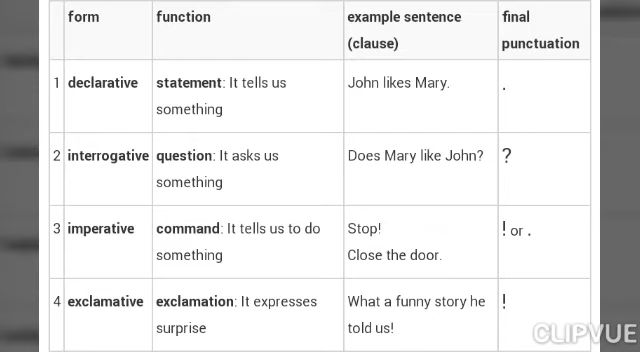 form function example sentence final
(clause) punctuation
1 declarative statement: It tells us John likes Mary. .
something
2 interrogative question: It asks us Does Mary like John? ?
something
3 imperative command: It tells us to do Stop! ! or .
something Close the door.
4 exclamative exclamation: It expresses What a funny story he !
surprise told us!
CLIPVUE